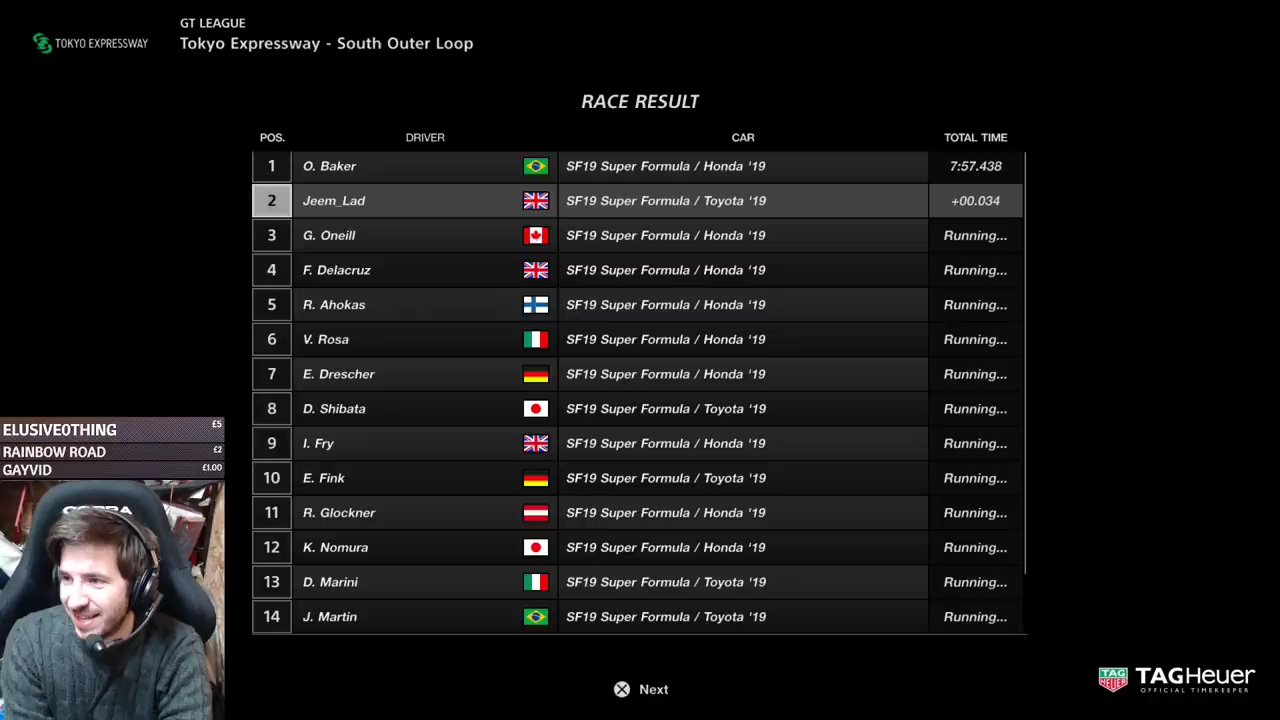 GT LEAGUE
TOKYO EXPRESSWAY
Tokyo Expressway - South Outer Loop
RACE RESULT
POS. DRIVER CAR TOTAL TIME
1 O. Baker SF19 Super Formula / Honda '19 7:57.438
2 Jeem_Lad SF19 Super Formula / Toyota '19 +00.034
3 G. Oneill SF19 Super Formula / Honda '19 Running...
4 F. Delacruz SF19 Super Formula / Honda '19 Running...
5 R. Ahokas SF19 Super Formula / Honda '19 Running...
6 V. Rosa SF19 Super Formula / Honda '19 Running...
7 E. Drescher SF19 Super Formula / Honda '19 Running...
8 D. Shibata SF19 Super Formula / Toyota '19 Running...
9 I. Fry SF19 Super Formula / Honda '19 Running...
10 E. Fink SF19 Super Formula / Toyota '19 Running...
11 R. Glockner SF19 Super Formula / Honda '19 Running...
12 K. Nomura SF19 Super Formula / Honda '19 Running...
13 D. Marini SF19 Super Formula / Toyota '19 Running...
14 J. Martin SF19 Super Formula / Toyota '19 Running...
ELUSIVE0THING £5
RAINBOW ROAD £2
GAYVID £1.00
Next
TAG HEUER
TAGHeuer
OFFICIAL TIMEKEEPER